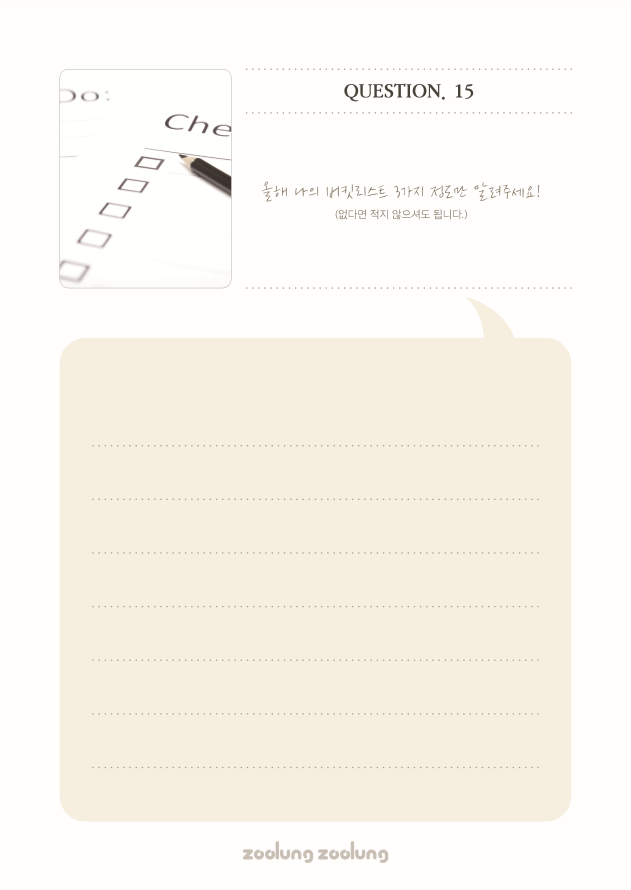 Do:
Che
QUESTION. 15
올해 나의 버킷리스트 3가지 정도만 알려주세요!
(없다면 적지 않으셔도 됩니다.)
zoolung zoolung